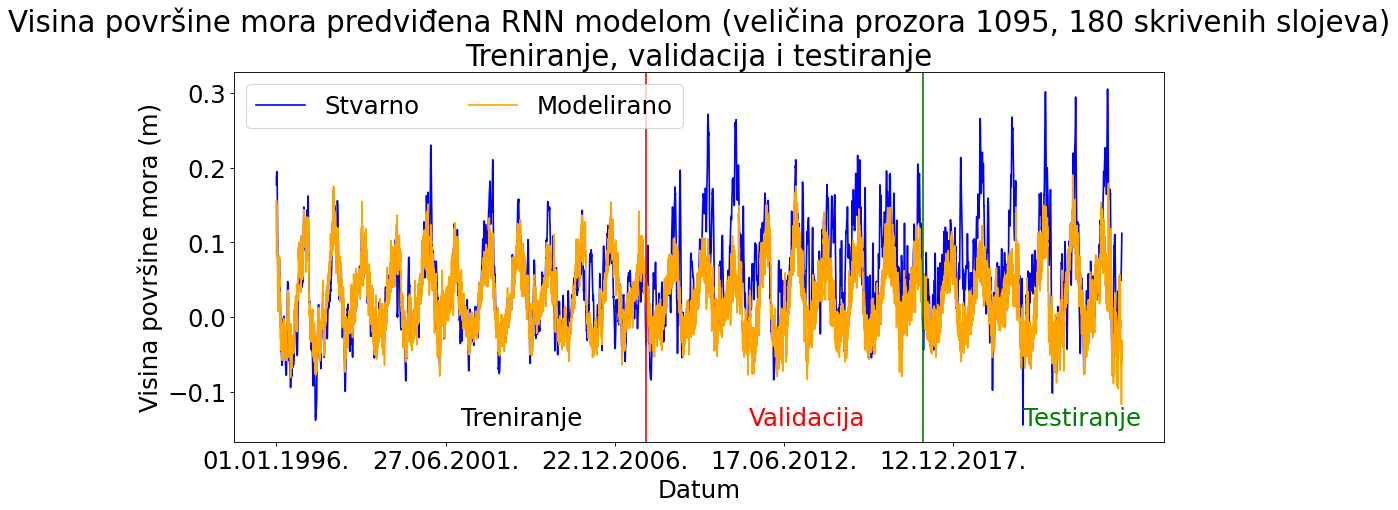 Visina površine mora predviđena RNN modelom (veličina prozora 1095, 180 skrivenih slojeva)
Treniranje, validacija i testiranje
Stvarno
Modelirano
Visina površine mora (m)
0.3
0.2
0.1
0.0
−0.1
Treniranje
Validacija
Testiranje
01.01.1996.
27.06.2001.
22.12.2006.
17.06.2012.
12.12.2017.
Datum